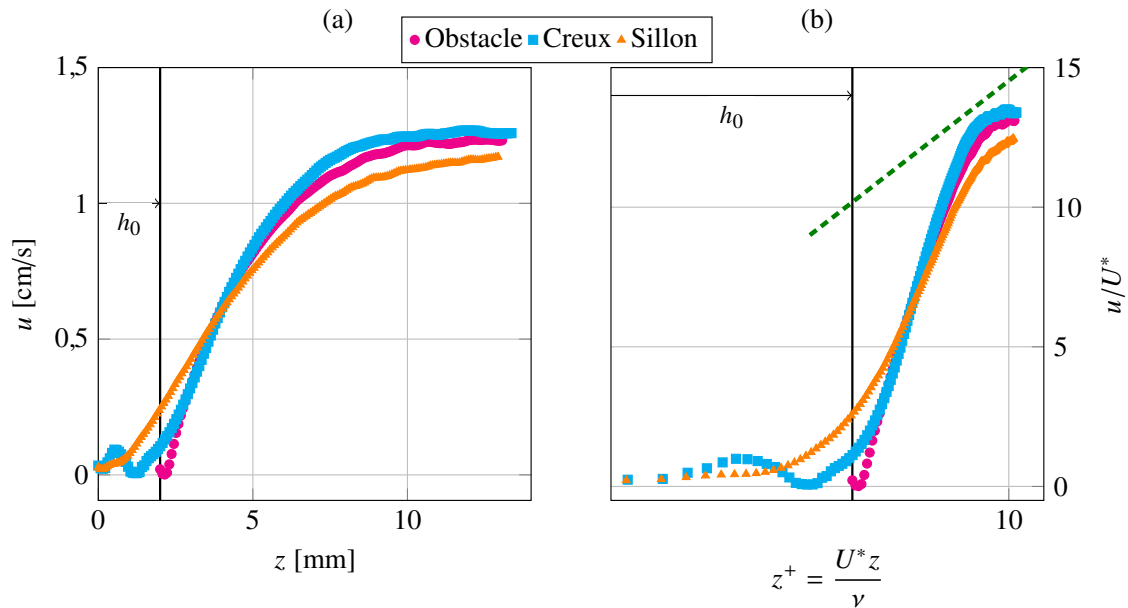 (a) (b)
Obstacle Creux Sillon
1,5 15
h₀
h₀
1 10
0,5 5
0 0
u [cm/s] u/U*
0 5 10 10
z [mm]
z⁺ = U*z / ν